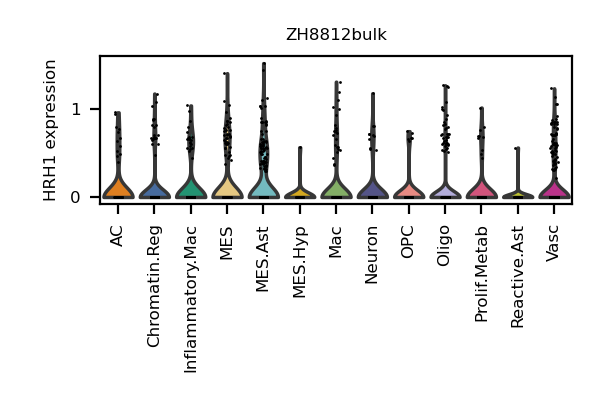 ZH8812bulk
HRH1 expression
1
0
AC
Chromatin.Reg
Inflammatory.Mac
MES
MES.Ast
MES.Hyp
Mac
Neuron
OPC
Oligo
Prolif.Metab
Reactive.Ast
Vasc